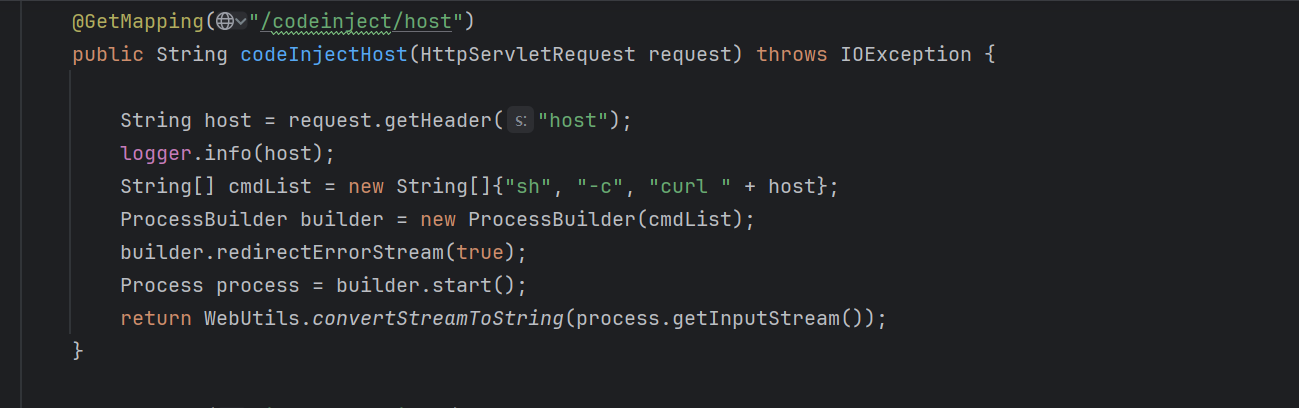 @GetMapping("/codeinject/host")
public String codeInjectHost(HttpServletRequest request) throws IOException {
String host = request.getHeader( s: "host");
logger.info(host);
String[] cmdList = new String[]{"sh", "-c", "curl " + host};
ProcessBuilder builder = new ProcessBuilder(cmdList);
builder.redirectErrorStream(true);
Process process = builder.start();
return WebUtils.convertStreamToString(process.getInputStream());
}